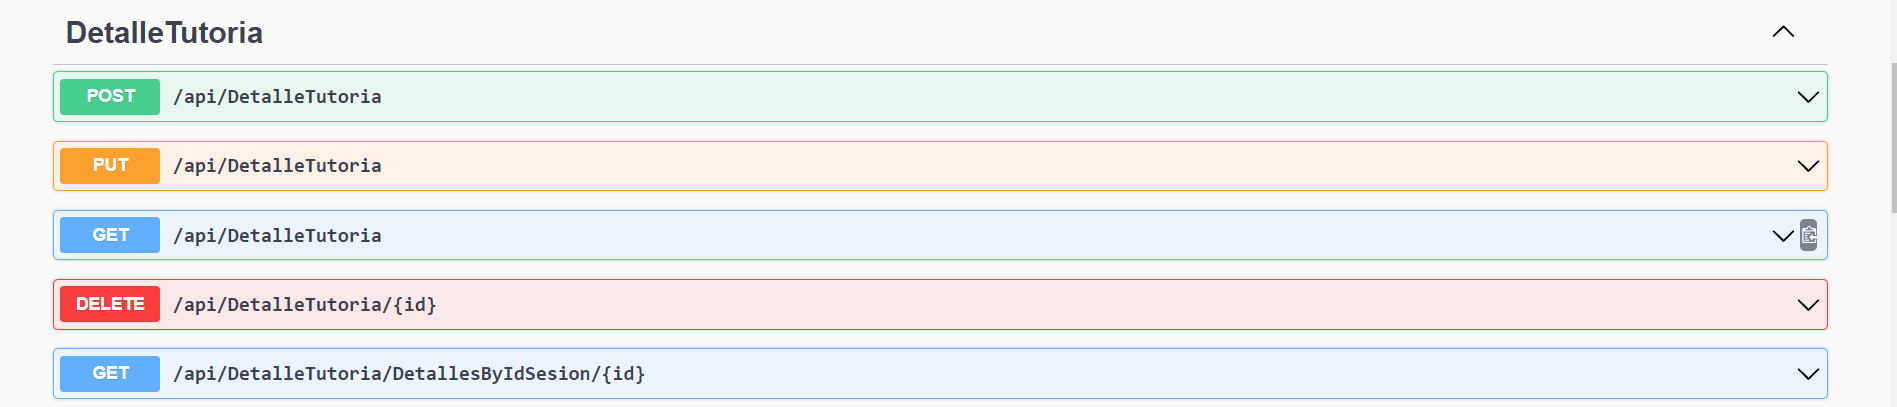 DetalleTutoria
POST /api/DetalleTutoria
PUT /api/DetalleTutoria
GET /api/DetalleTutoria
DELETE /api/DetalleTutoria/{id}
GET /api/DetalleTutoria/DetallesByIdSesion/{id}